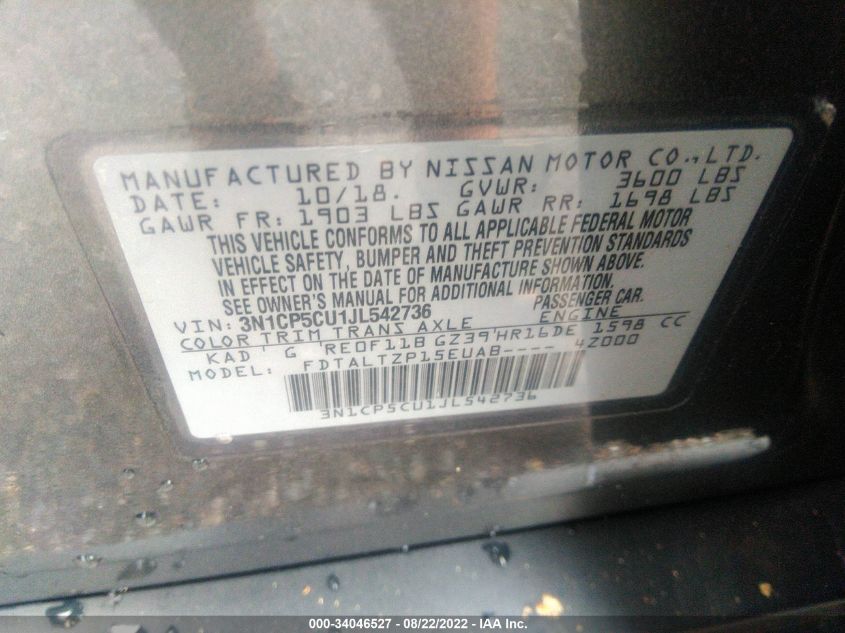 MANUFACTURED BY NISSAN MOTOR CO., LTD.
DATE: 10/18. GVWR: 3600 LBS
GAWR FR: 1903 LBS GAWR RR: 1698 LBS
THIS VEHICLE CONFORMS TO ALL APPLICABLE FEDERAL MOTOR
VEHICLE SAFETY, BUMPER AND THEFT PREVENTION STANDARDS
IN EFFECT ON THE DATE OF MANUFACTURE SHOWN ABOVE.
SEE OWNER'S MANUAL FOR ADDITIONAL INFORMATION.
VIN: 3N1CP5CU1JL542736 PASSENGER CAR.
COLOR TRIM TRANS AXLE ENGINE
KAD G RE0F11B GZ39 HR16DE 1598 CC
MODEL: FDTALTZP15EUAB---- 4Z000
3N1CP5CU1JL542736
000-34046527 - 08/22/2022 - IAA Inc.